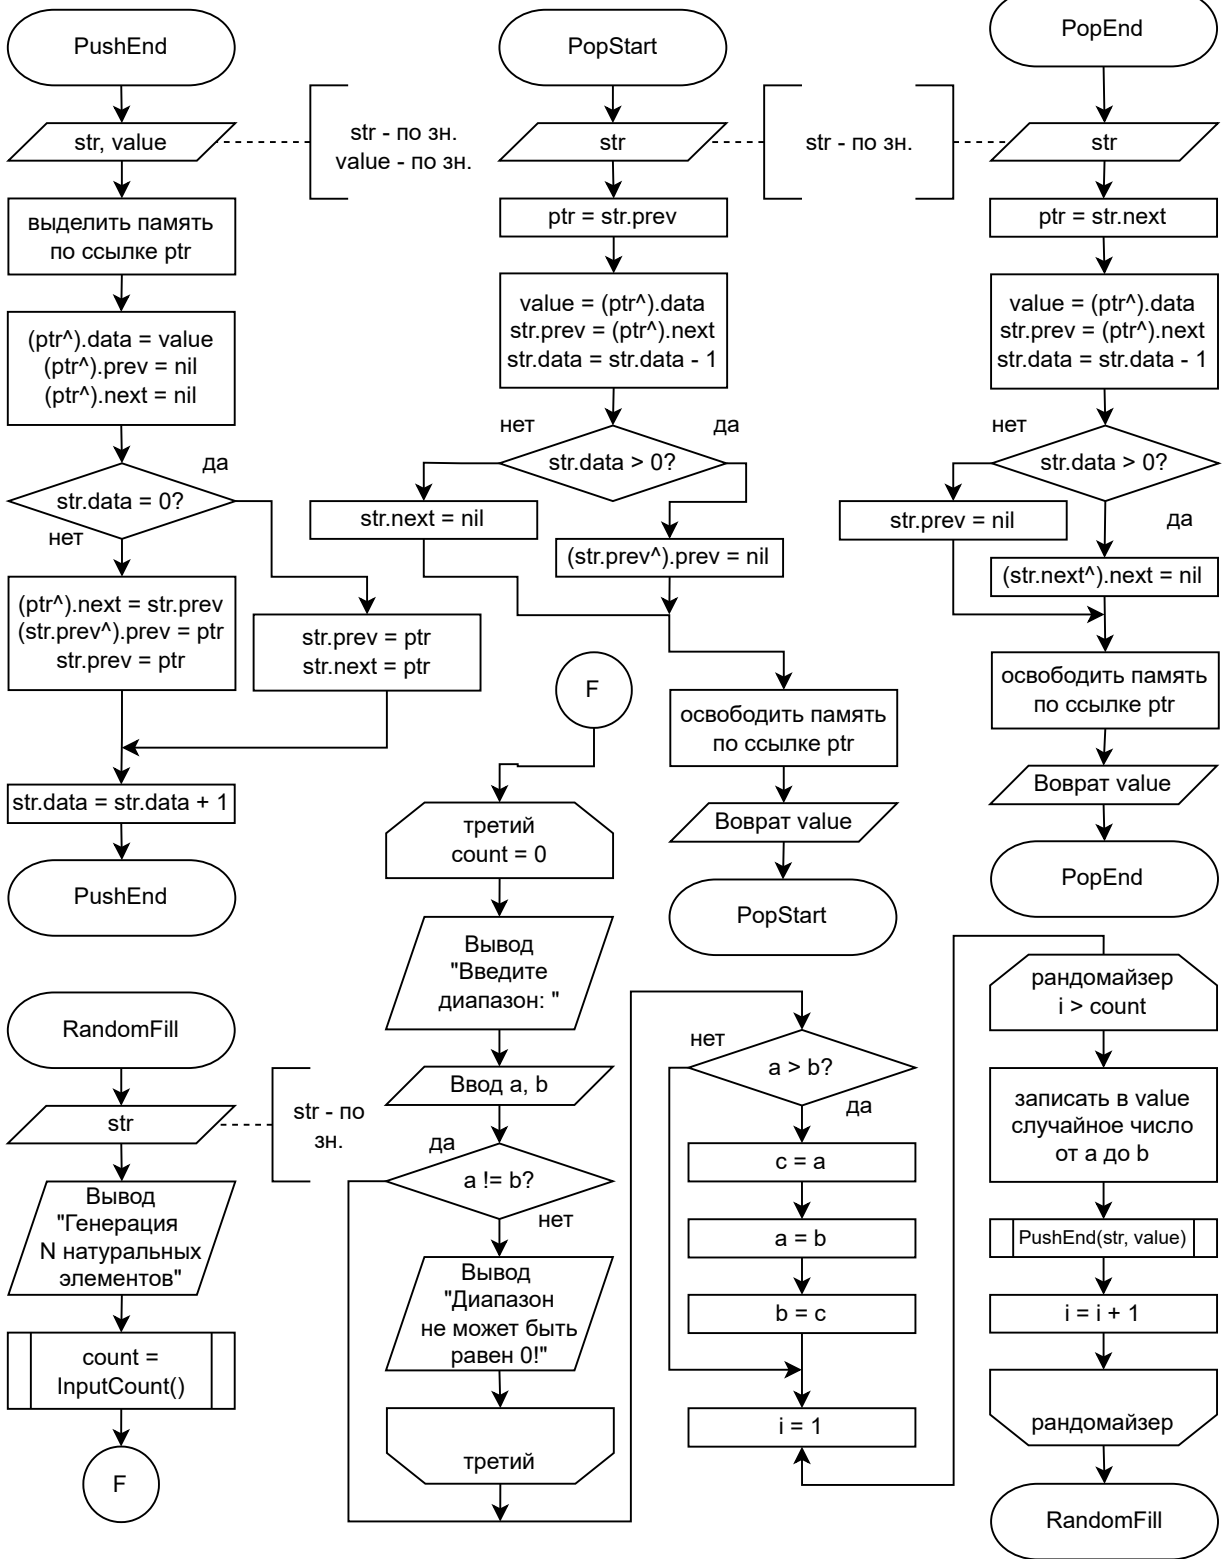 PushEnd
str, value
str - по зн.
value - по зн.
выделить память
по ссылке ptr
(ptr^).data = value
(ptr^).prev = nil
(ptr^).next = nil
да
str.data = 0?
нет
(ptr^).next = str.prev
(str.prev^).prev = ptr
str.prev = ptr
str.prev = ptr
str.next = ptr
str.data = str.data + 1
PushEnd
PopStart
str
str - по зн.
ptr = str.prev
value = (ptr^).data
str.prev = (ptr^).next
str.data = str.data - 1
нет
да
str.data > 0?
str.next = nil
(str.prev^).prev = nil
освободить память
по ссылке ptr
Воврат value
PopStart
PopEnd
str
ptr = str.next
value = (ptr^).data
str.prev = (ptr^).next
str.data = str.data - 1
нет
str.data > 0?
str.prev = nil
да
(str.next^).next = nil
освободить память
по ссылке ptr
Воврат value
PopEnd
RandomFill
str
str - по
зн.
Вывод
"Генерация
N натуральных
элементов"
count =
InputCount()
F
F
третий
count = 0
Вывод
"Введите
диапазон: "
Ввод a, b
да
a != b?
нет
Вывод
"Диапазон
не может быть
равен 0!"
третий
нет
a > b?
да
c = a
a = b
b = c
i = 1
рандомайзер
i > count
записать в value
случайное число
от a до b
PushEnd(str, value)
i = i + 1
рандомайзер
RandomFill